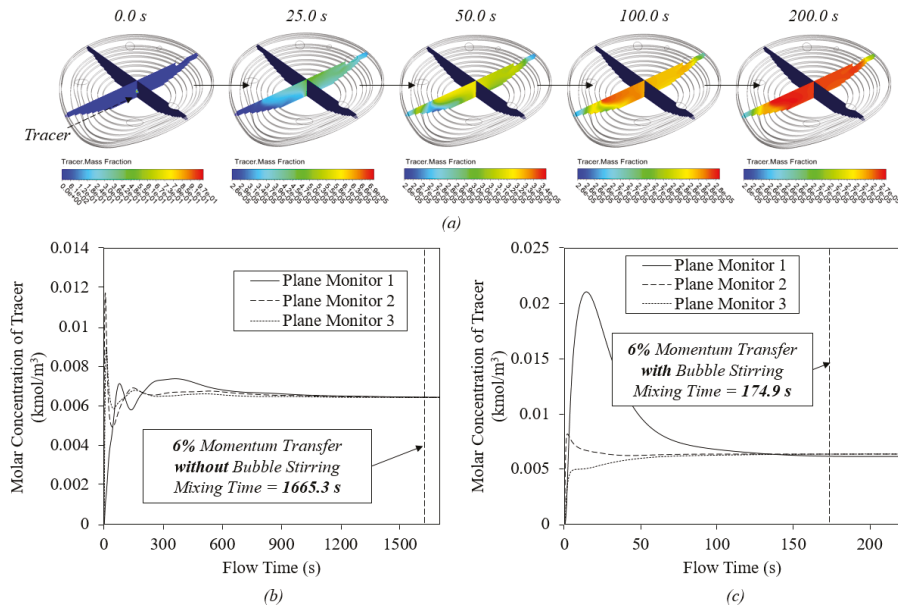 (a)
0.0 s
25.0 s
50.0 s
100.0 s
200.0 s
Tracer
Tracer.Mass Fraction
Tracer.Mass Fraction
Tracer.Mass Fraction
Tracer.Mass Fraction
Tracer.Mass Fraction
(a)
(b)
Molar Concentration of Tracer
(kmol/m³)
0.014
0.012
0.01
0.008
0.006
0.004
0.002
0
Plane Monitor 1
Plane Monitor 2
Plane Monitor 3
6% Momentum Transfer
without Bubble Stirring
Mixing Time = 1665.3 s
0
300
600
900
1200
1500
Flow Time (s)
(b)
(c)
Molar Concentration of Tracer
(kmol/m³)
0.025
0.02
0.015
0.01
0.005
0
Plane Monitor 1
Plane Monitor 2
Plane Monitor 3
6% Momentum Transfer
with Bubble Stirring
Mixing Time = 174.9 s
0
50
100
150
200
Flow Time (s)
(c)